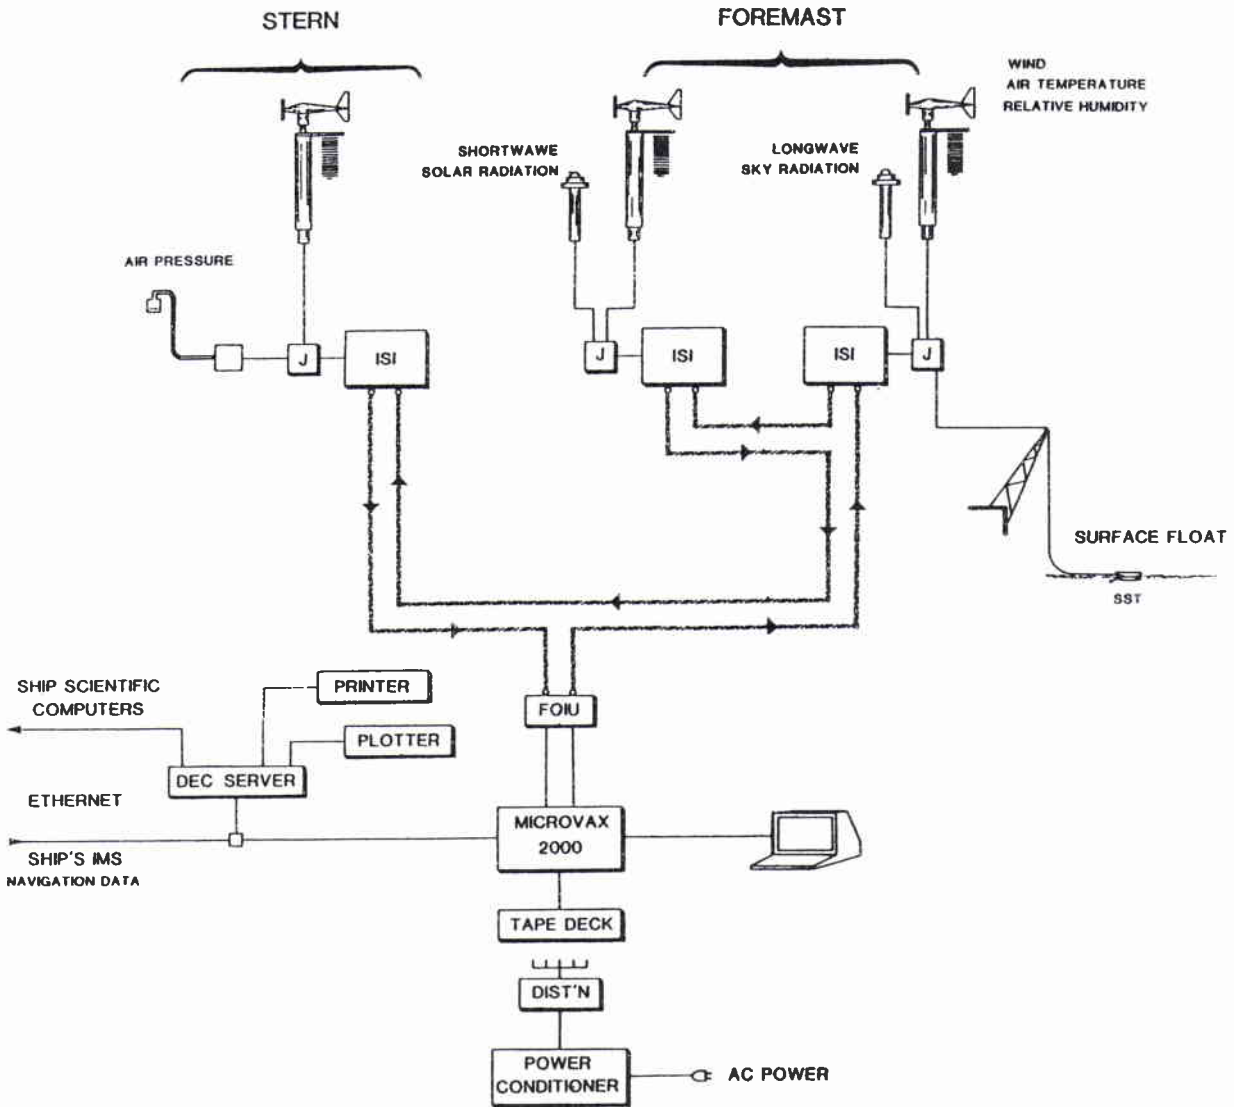 STERN
FOREMAST
WIND
AIR TEMPERATURE
RELATIVE HUMIDITY
SHORTWAWE
SOLAR RADIATION
LONGWAVE
SKY RADIATION
AIR PRESSURE
J
ISI
J
ISI
ISI
J
SURFACE FLOAT
SST
SHIP SCIENTIFIC
COMPUTERS
PRINTER
PLOTTER
FOIU
DEC SERVER
ETHERNET
MICROVAX
2000
SHIP'S IMS
NAVIGATION DATA
TAPE DECK
DIST'N
POWER
CONDITIONER
AC POWER